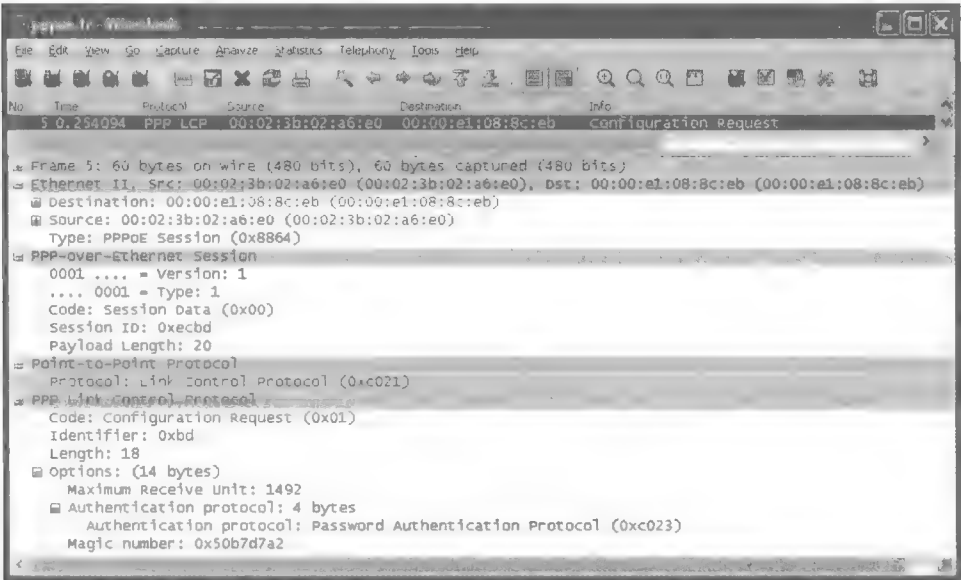 File Edit View Go Capture Analyze Statistics Telephony Tools Help
No. Time Protocol Source Destination Info
5 0.254094 PPP LCP 00:02:3b:02:a6:e0 00:00:e1:08:8c:eb Configuration Request
Frame 5: 60 bytes on wire (480 bits), 60 bytes captured (480 bits)
Ethernet II, Src: 00:02:3b:02:a6:e0 (00:02:3b:02:a6:e0), Dst: 00:00:e1:08:8c:eb (00:00:e1:08:8c:eb)
Destination: 00:00:e1:08:8c:eb (00:00:e1:08:8c:eb)
Source: 00:02:3b:02:a6:e0 (00:02:3b:02:a6:e0)
Type: PPPoE Session (0x8864)
PPP-over-Ethernet Session
0001 .... = Version: 1
.... 0001 = Type: 1
Code: Session Data (0x00)
Session ID: 0xecbd
Payload Length: 20
Point-to-Point Protocol
Protocol: Link Control Protocol (0xc021)
PPP Link Control Protocol
Code: Configuration Request (0x01)
Identifier: 0xbd
Length: 18
Options: (14 bytes)
Maximum Receive Unit: 1492
Authentication protocol: 4 bytes
Authentication protocol: Password Authentication Protocol (0xc023)
Magic number: 0x50b7d7a2